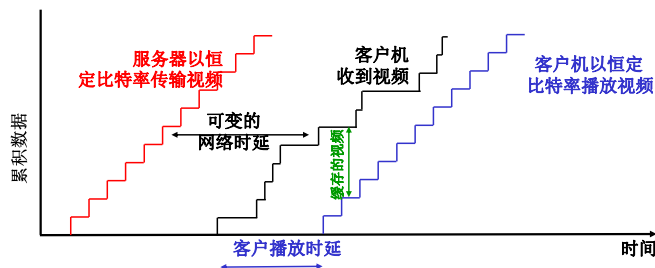 服务器以恒
定比特率传输视频
客户机
收到视频
客户机以恒定
比特率播放视频
可变的
网络时延
缓存的视频
累积数据
客户播放时延
时间